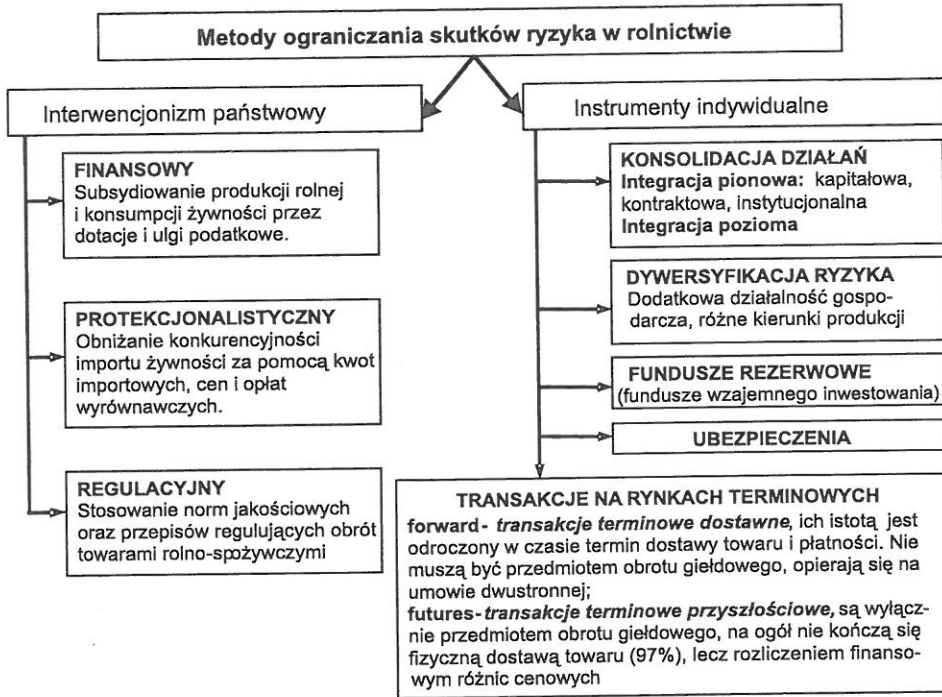 Metody ograniczania skutków ryzyka w rolnictwie
Interwencjonizm państwowy
FINANSOWY
Subsydiowanie produkcji rolnej
i konsumpcji żywności przez
dotacje i ulgi podatkowe.
PROTEKCJONALISTYCZNY
Obniżanie konkurencyjności
importu żywności za pomocą kwot
importowych, cen i opłat
wyrównawczych.
REGULACYJNY
Stosowanie norm jakościowych
oraz przepisów regulujących obrót
towarami rolno-spożywczymi
Instrumenty indywidualne
KONSOLIDACJA DZIAŁAŃ
Integracja pionowa: kapitałowa,
kontraktowa, instytucjonalna
Integracja pozioma
DYWERSYFIKACJA RYZYKA
Dodatkowa działalność gospo-
darcza, różne kierunki produkcji
FUNDUSZE REZERWOWE
(fundusze wzajemnego inwestowania)
UBEZPIECZENIA
TRANSAKCJE NA RYNKACH TERMINOWYCH
forward- transakcje terminowe dostawne, ich istotą jest
odroczony w czasie termin dostawy towaru i płatności. Nie
muszą być przedmiotem obrotu giełdowego, opierają się na
umowie dwustronnej;
futures-transakcje terminowe przyszłościowe, są wyłącz-
nie przedmiotem obrotu giełdowego, na ogół nie kończą się
fizyczną dostawą towaru (97%), lecz rozliczeniem finanso-
wym różnic cenowych